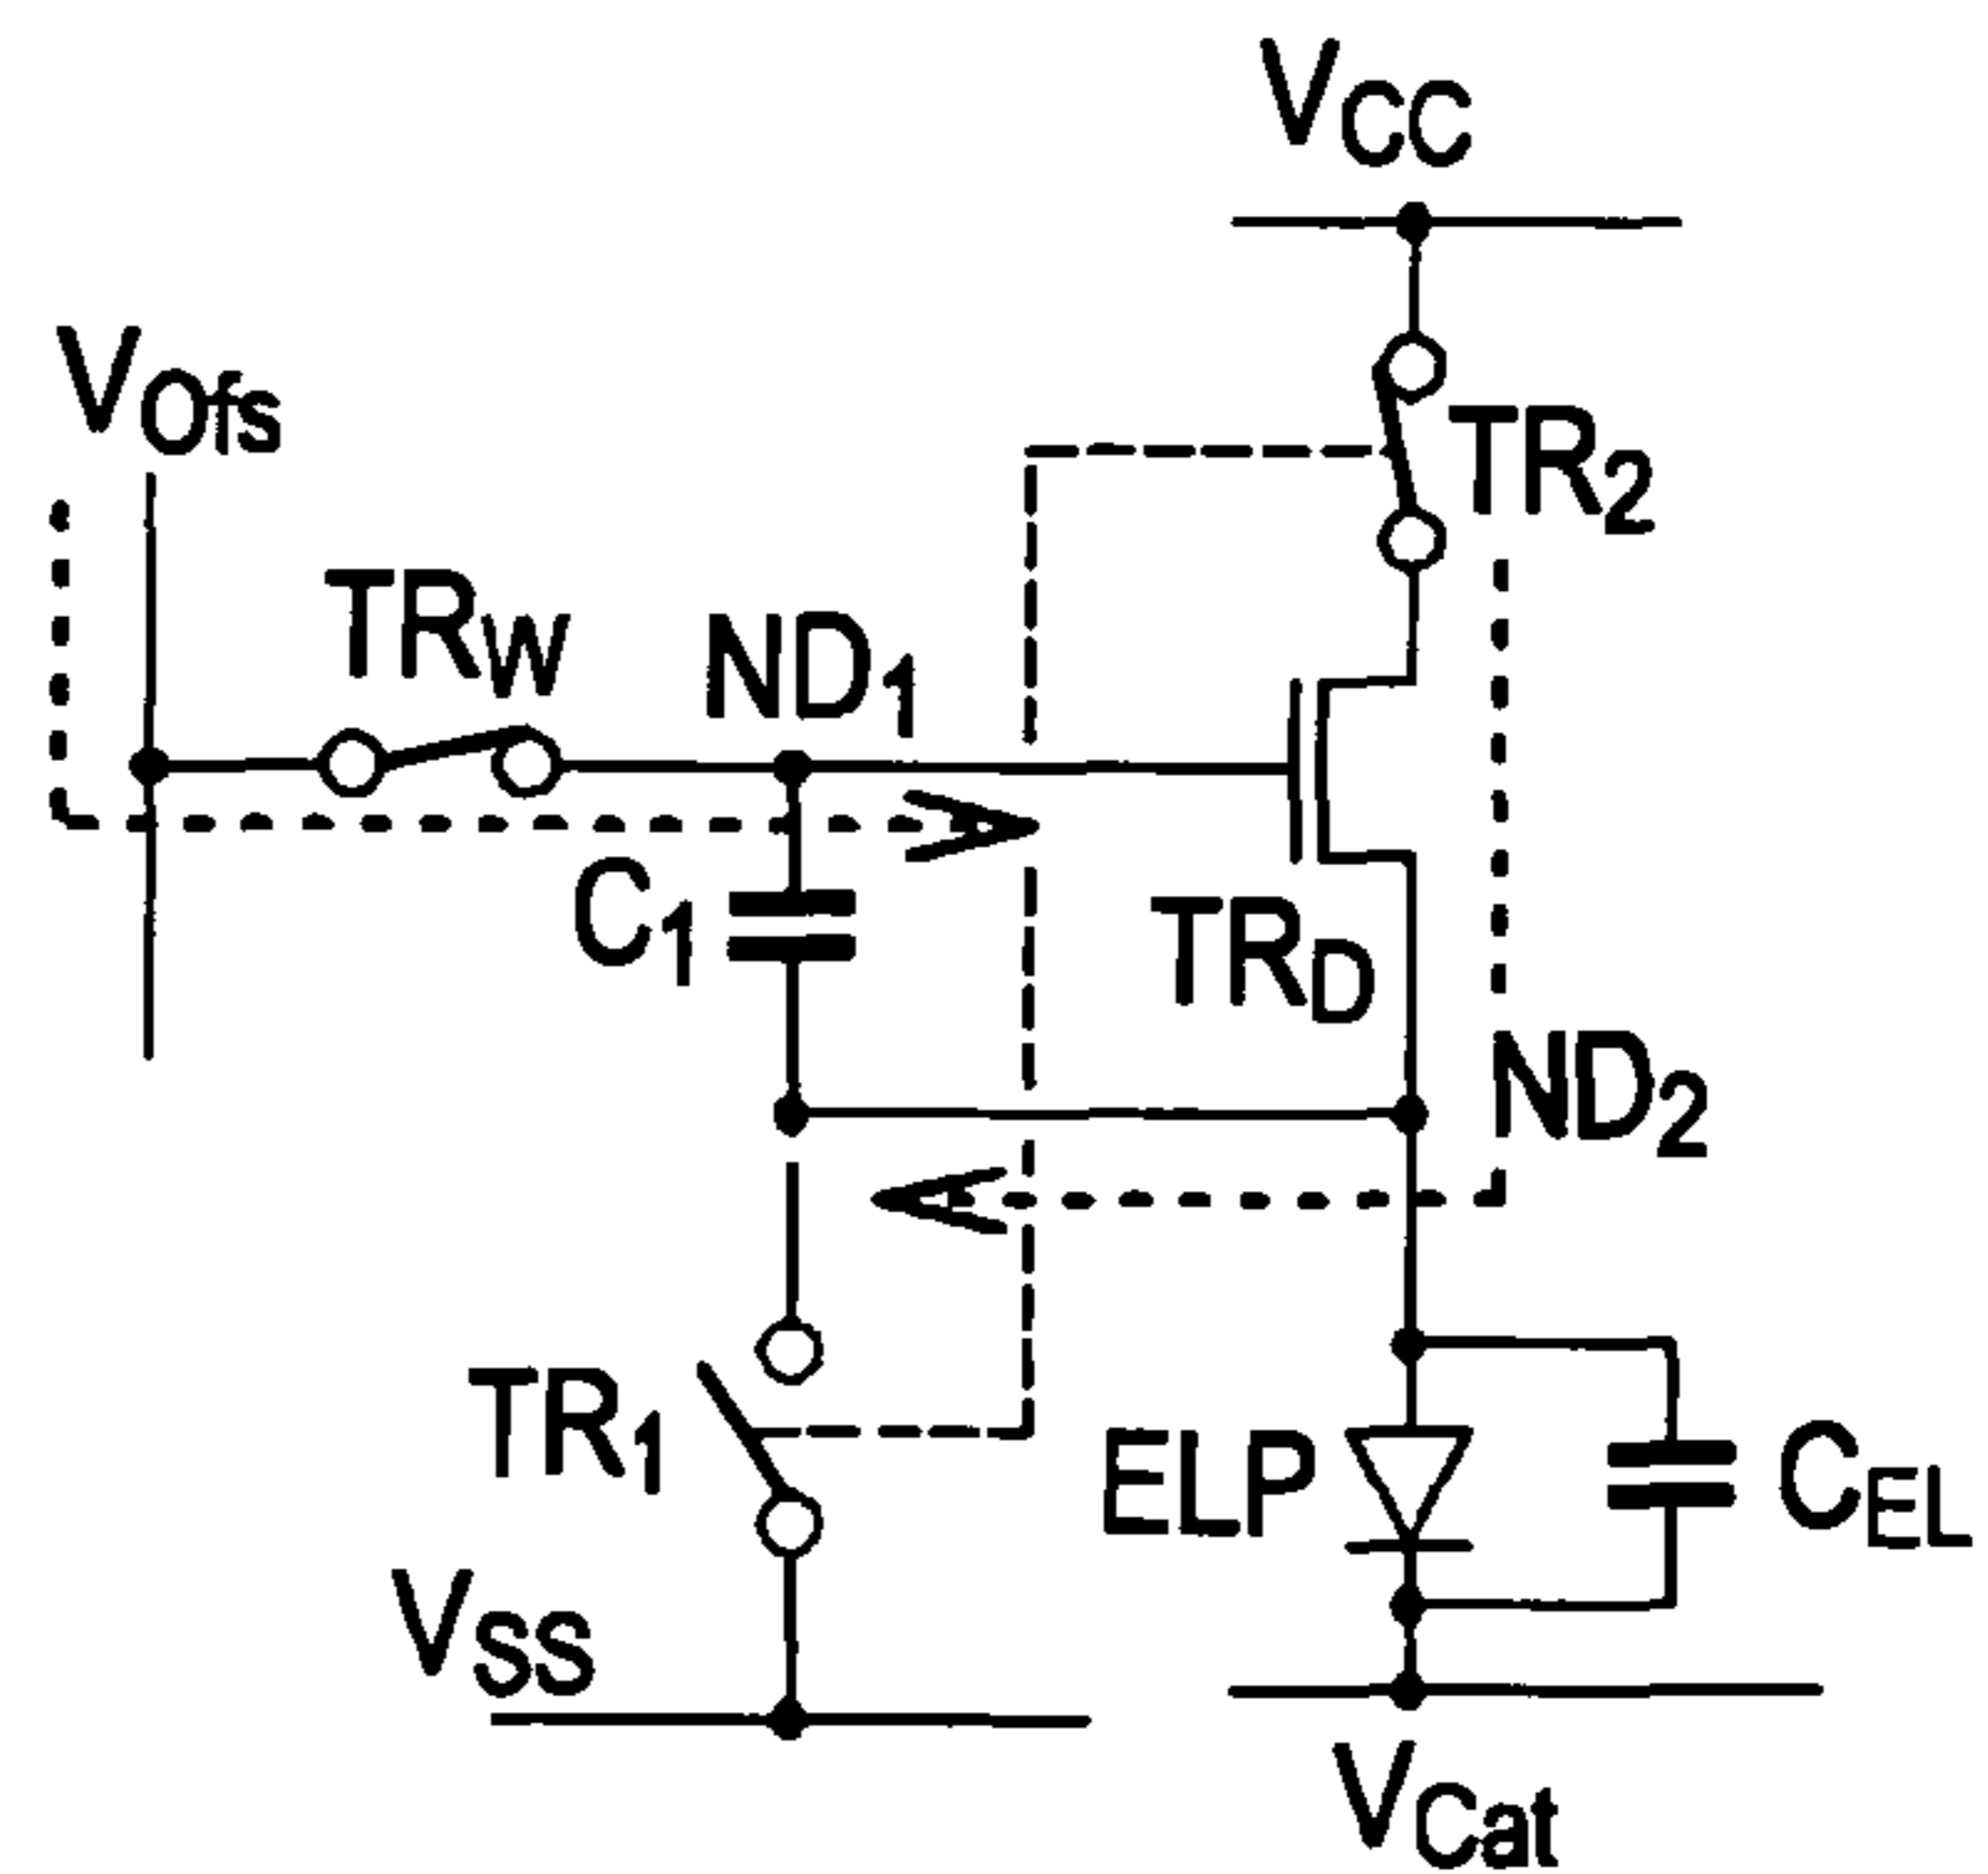 VCC
VOfs
TR2
TRW
ND1
C1
TRD
ND2
TR1
ELP
CEL
VSS
VCat